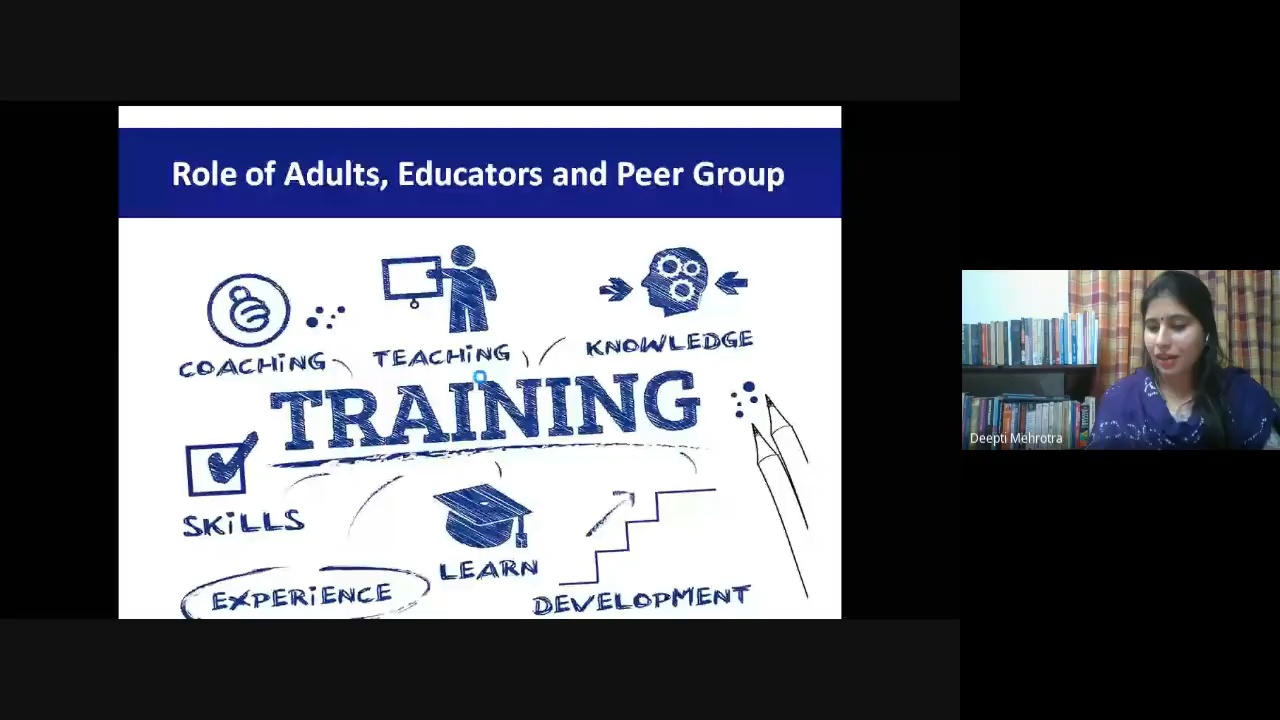 Role of Adults, Educators and Peer Group
COACHiNG
TEACHiNG
KNOWLEDGE
TRAINING
SKiLLS
LEARN
EXPERiENCE
DEVELOPMENT
Deepti Mehrotra